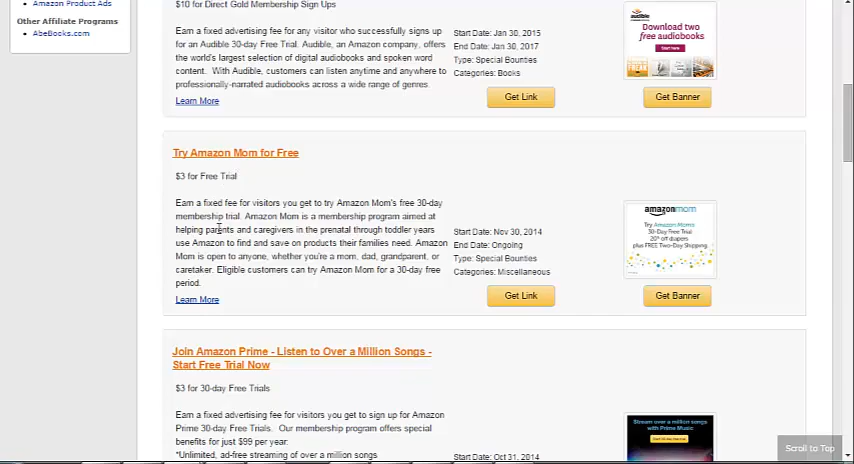 Amazon Product Ads
Other Affiliate Programs
AbeBooks.com
$10 for Direct Gold Membership Sign Ups
Earn a fixed advertising fee for any visitor who successfully signs up
for an Audible 30-day Free Trial. Audible, an Amazon company, offers
the world's largest selection of digital audiobooks and spoken word
content. With Audible, customers can listen anytime and anywhere to
professionally-narrated audiobooks across a wide range of genres.
Learn More
Start Date: Jan 30, 2015
End Date: Jan 30, 2017
Type: Special Bounties
Categories: Books
Get Link
audible
Download two
free audiobooks
Start here
Get Banner
Try Amazon Mom for Free
$3 for Free Trial
Earn a fixed fee for visitors you get to try Amazon Mom's free 30-day
membership trial. Amazon Mom is a membership program aimed at
helping parents and caregivers in the prenatal through toddler years
use Amazon to find and save on products their families need. Amazon
Mom is open to anyone, whether you're a mom, dad, grandparent, or
caretaker. Eligible customers can try Amazon Mom for a 30-day free
period.
Learn More
Start Date: Nov 30, 2014
End Date: Ongoing
Type: Special Bounties
Categories: Miscellaneous
Get Link
amazonmom
Try Amazon Mom's
30-Day Free Trial
20% off diapers
plus FREE Two-Day Shipping
Get Banner
Join Amazon Prime - Listen to Over a Million Songs -
Start Free Trial Now
$3 for 30-day Free Trials
Earn a fixed advertising fee for visitors you get to sign up for Amazon
Prime 30-day Free Trials. Our membership program offers special
benefits for just $99 per year:
*Unlimited, ad-free streaming of over a million songs
Start Date: Oct 31, 2014
Stream over a million songs
with Prime Music
Scroll to Top